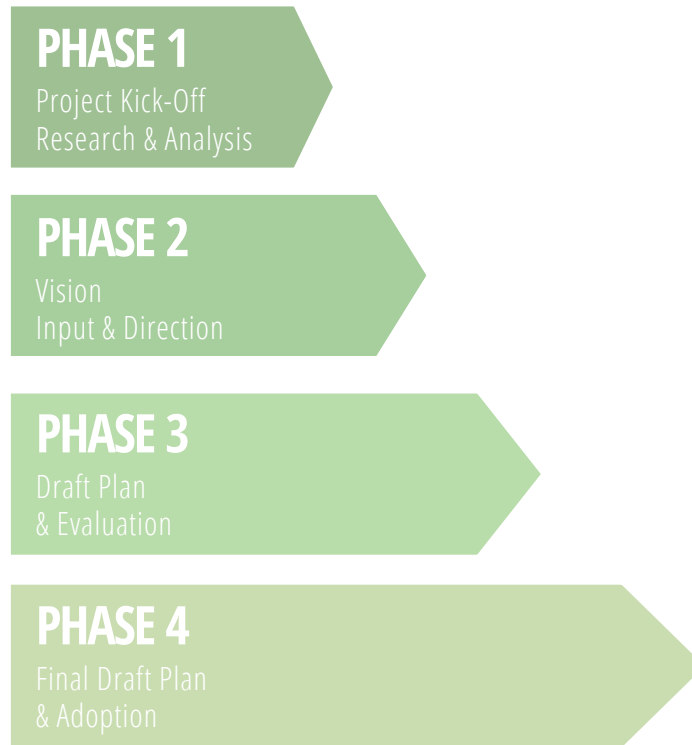 PHASE 1
Project Kick-Off
Research & Analysis
PHASE 2
Vision
Input & Direction
PHASE 3
Draft Plan
& Evaluation
PHASE 4
Final Draft Plan
& Adoption